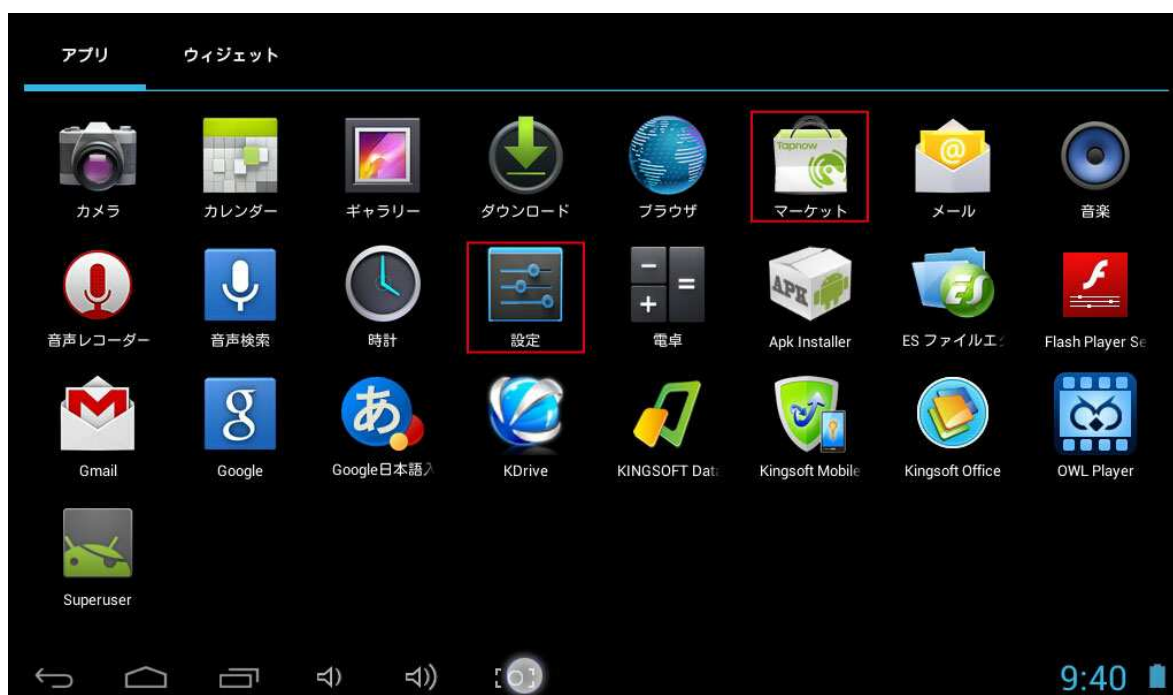 アプリ ウィジェット
Tapnow
カメラ カレンダー ギャラリー ダウンロード ブラウザ マーケット メール 音楽
APK
音声レコーダー 音声検索 時計 設定 電卓 Apk Installer ES ファイルエ Flash Player Se
Gmail Google Google日本語入 KDrive KINGSOFT Data Kingsoft Mobile Kingsoft Office OWL Player
Superuser
9:40